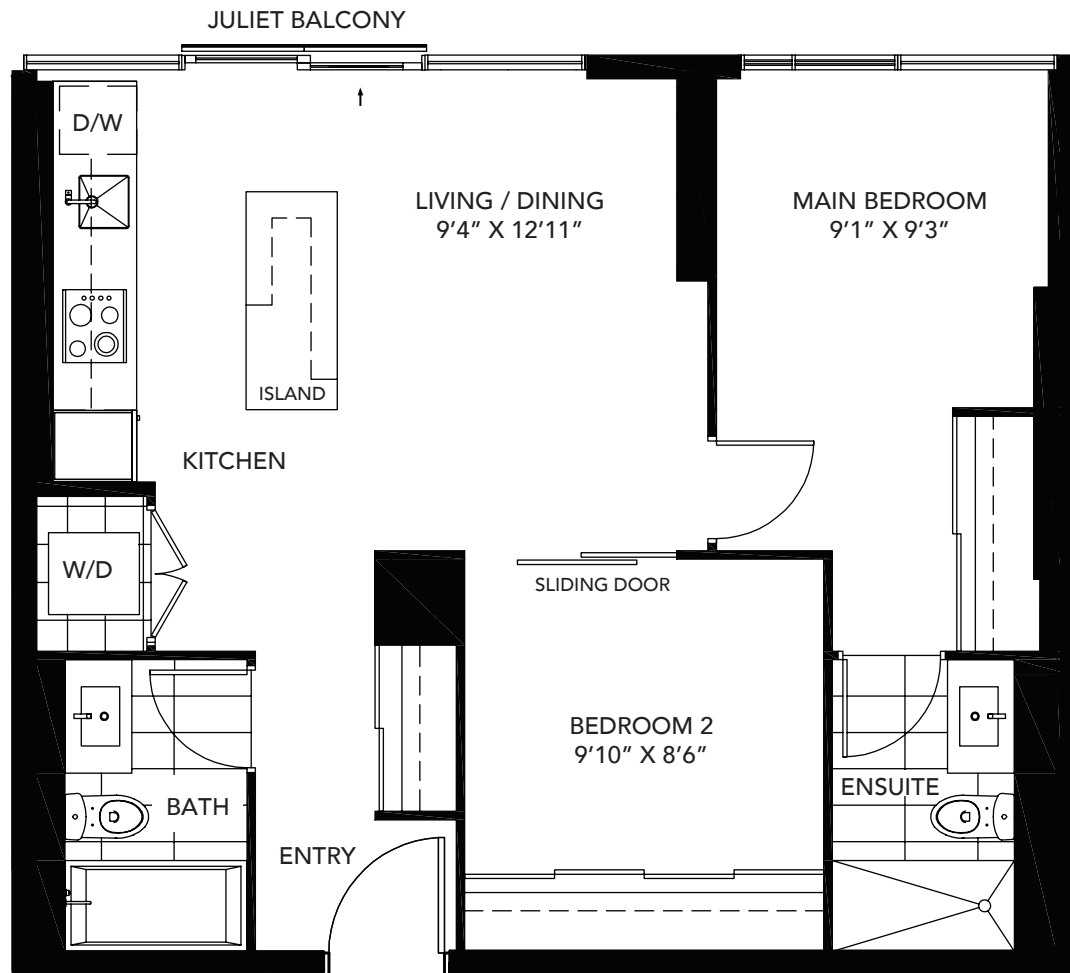 JULIET BALCONY
D/W
LIVING / DINING
9’4” X 12’11”
MAIN BEDROOM
9’1” X 9’3”
ISLAND
KITCHEN
W/D
SLIDING DOOR
BEDROOM 2
9’10” X 8’6”
ENSUITE
BATH
ENTRY